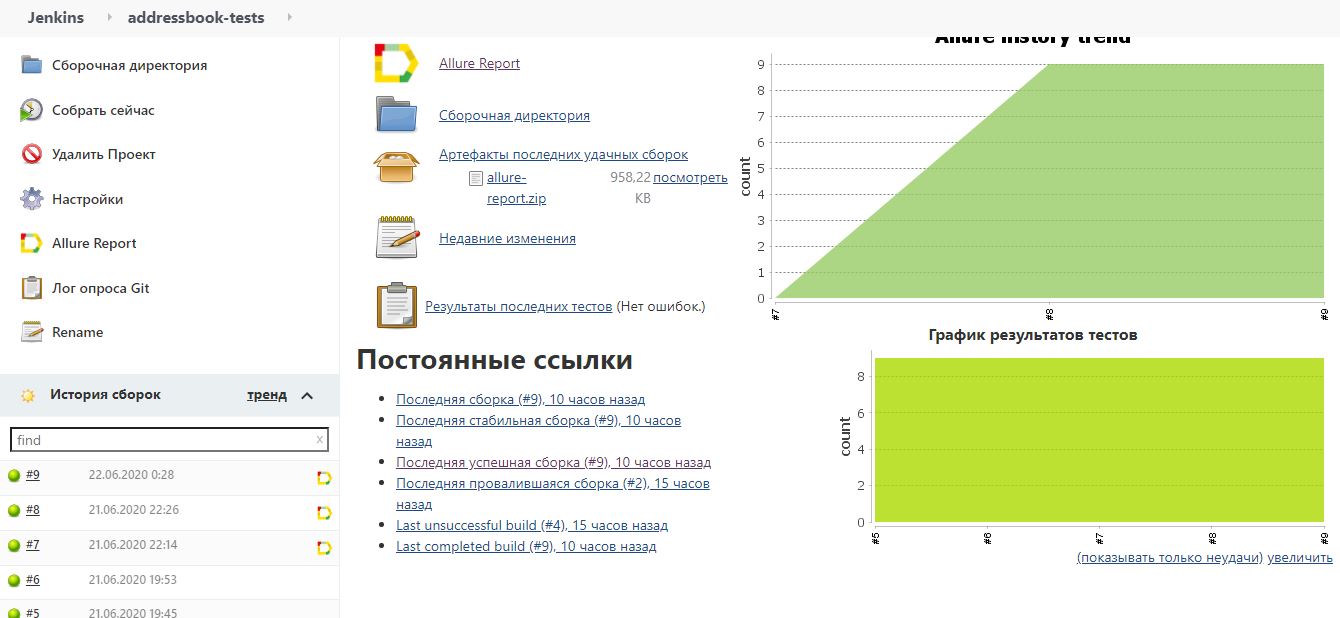 Jenkins
addressbook-tests
Сборочная директория
Собрать сейчас
Удалить Проект
Настройки
Allure Report
Лог опроса Git
Rename
История сборок
тренд
find
x
#9
22.06.2020 0:28
#8
21.06.2020 22:26
#7
21.06.2020 22:14
#6
21.06.2020 19:53
#5
21.06.2020 19:45
Allure Report
Сборочная директория
Артефакты последних удачных сборок
allure-
report.zip
958,22
KB
посмотреть
Недавние изменения
Результаты последних тестов (Нет ошибок.)
Постоянные ссылки
Последняя сборка (#9), 10 часов назад
Последняя стабильная сборка (#9), 10 часов
назад
Последняя успешная сборка (#9), 10 часов назад
Последняя провалившаяся сборка (#2), 15 часов
назад
Last unsuccessful build (#4), 15 часов назад
Last completed build (#9), 10 часов назад
Allure history trend
count
9
8
7
6
5
4
3
2
1
0
#7
#8
#9
График результатов тестов
count
8
6
4
2
0
#5
#6
#7
#8
#9
(показывать только неудачи) увеличить